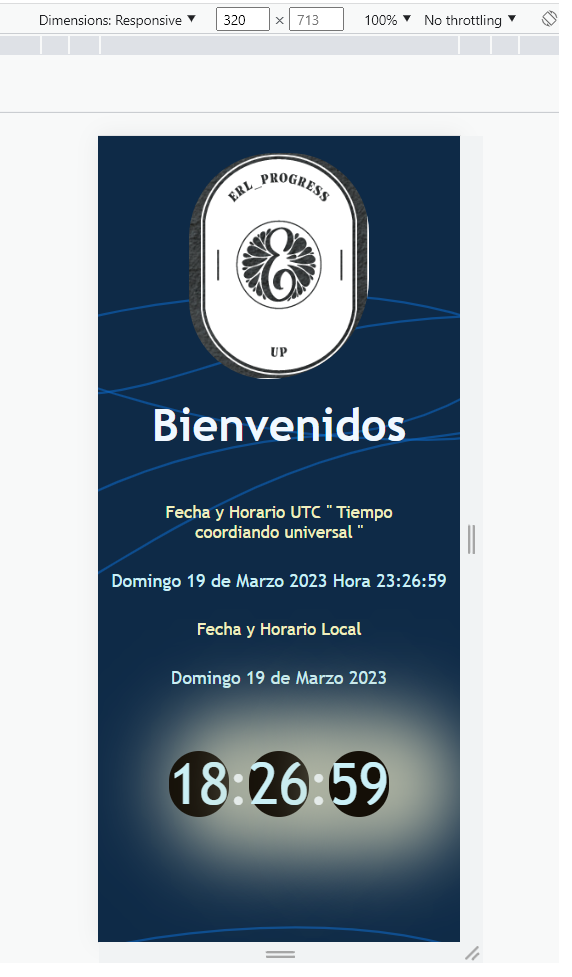 Dimensions: Responsive ▼ 320 × 713 100% ▼ No throttling ▼
ERL_PROGRESS
E
UP
Bienvenidos
Fecha y Horario UTC " Tiempo
coordiando universal "
Domingo 19 de Marzo 2023 Hora 23:26:59
Fecha y Horario Local
Domingo 19 de Marzo 2023
18:26:59